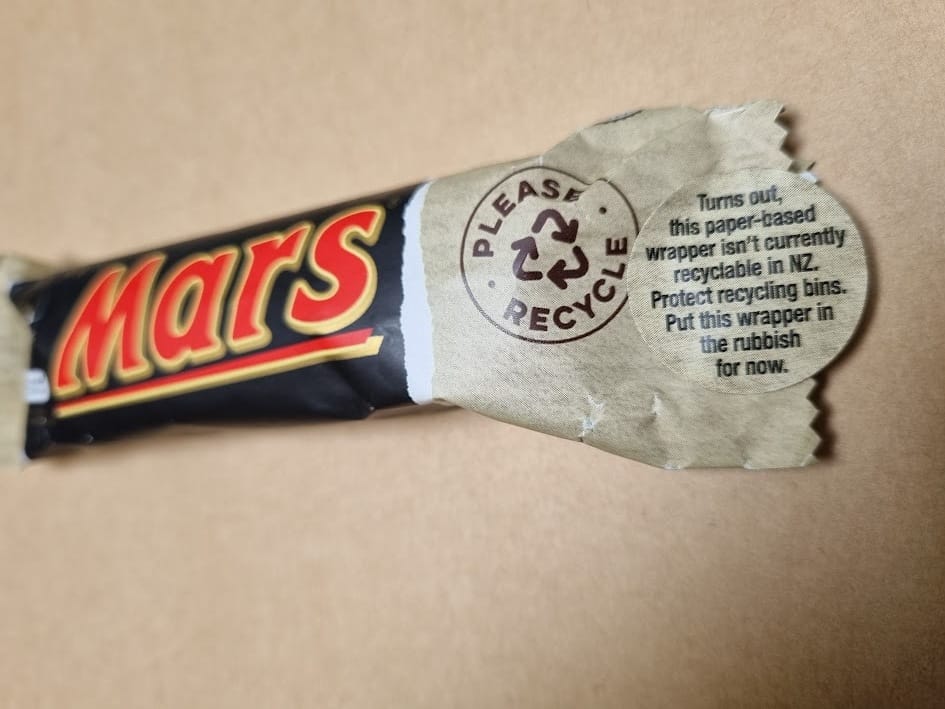 Mars
PLEASE
RECYCLE
Turns out,
this paper-based
wrapper isn't currently
recyclable in NZ.
Protect recycling bins.
Put this wrapper in
the rubbish
for now.